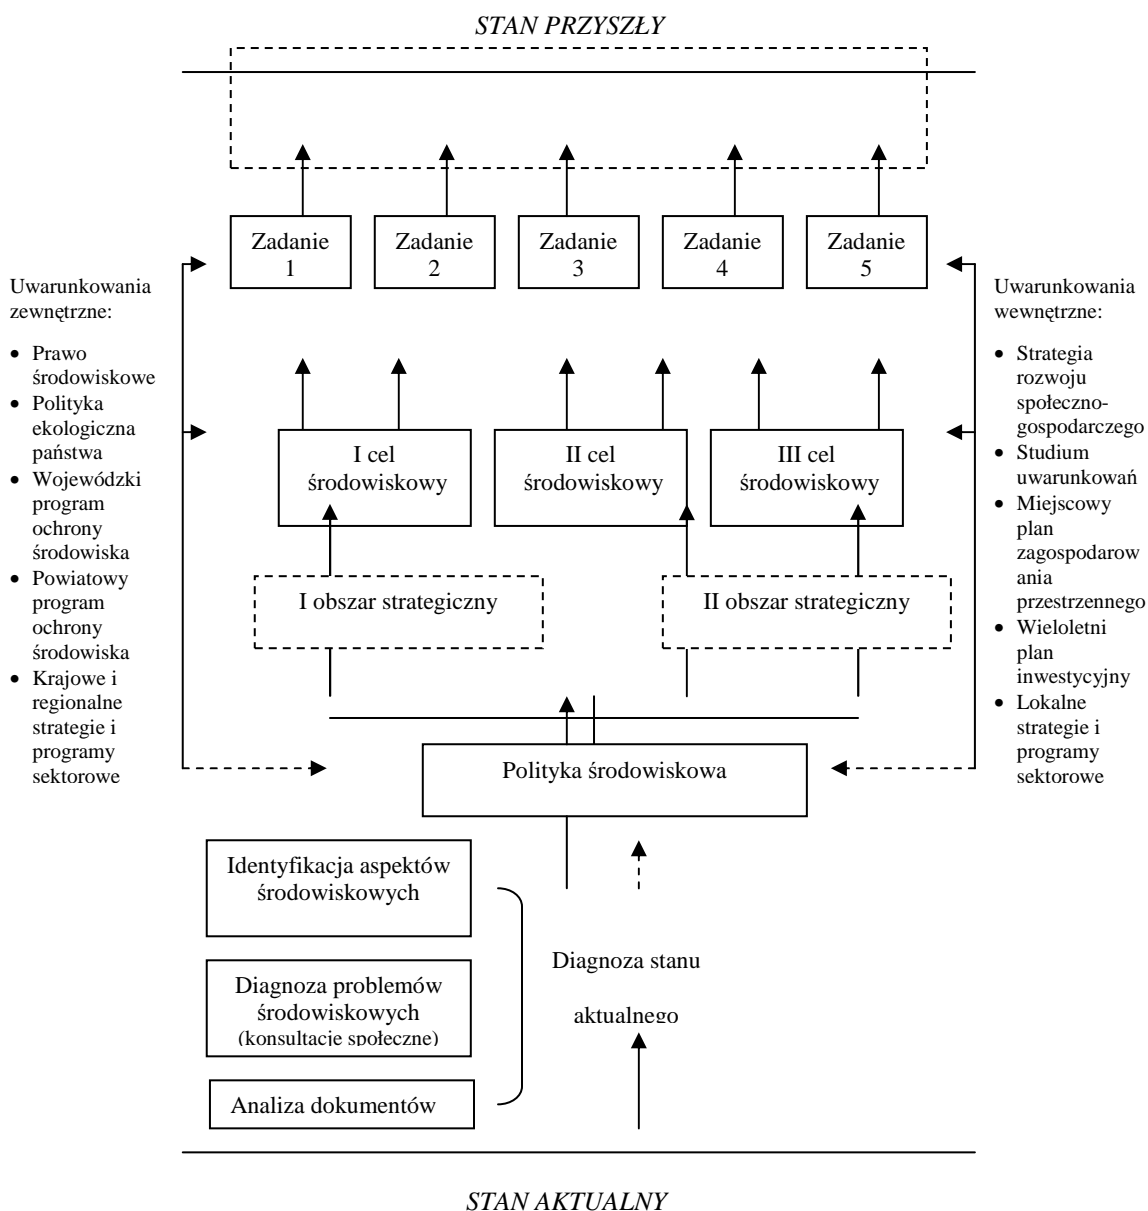 STAN PRZYSZŁY
Zadanie
1
Zadanie
2
Zadanie
3
Zadanie
4
Zadanie
5
Uwarunkowania
zewnętrzne:
• Prawo
środowiskowe
• Polityka
ekologiczna
państwa
• Wojewódzki
program
ochrony
środowiska
• Powiatowy
program
ochrony
środowiska
• Krajowe i
regionalne
strategie i
programy
sektorowe
Uwarunkowania
wewnętrzne:
• Strategia
rozwoju
społeczno-
gospodarczego
• Studium
uwarunkowań
• Miejscowy
plan
zagospodarow
ania
przestrzennego
• Wieloletni
plan
inwestycyjny
• Lokalne
strategie i
programy
sektorowe
I cel
środowiskowy
II cel
środowiskowy
III cel
środowiskowy
I obszar strategiczny
II obszar strategiczny
Polityka środowiskowa
Identyfikacja aspektów
środowiskowych
Diagnoza problemów
środowiskowych
(konsultacje społeczne)
Analiza dokumentów
Diagnoza stanu
aktualnego
STAN AKTUALNY